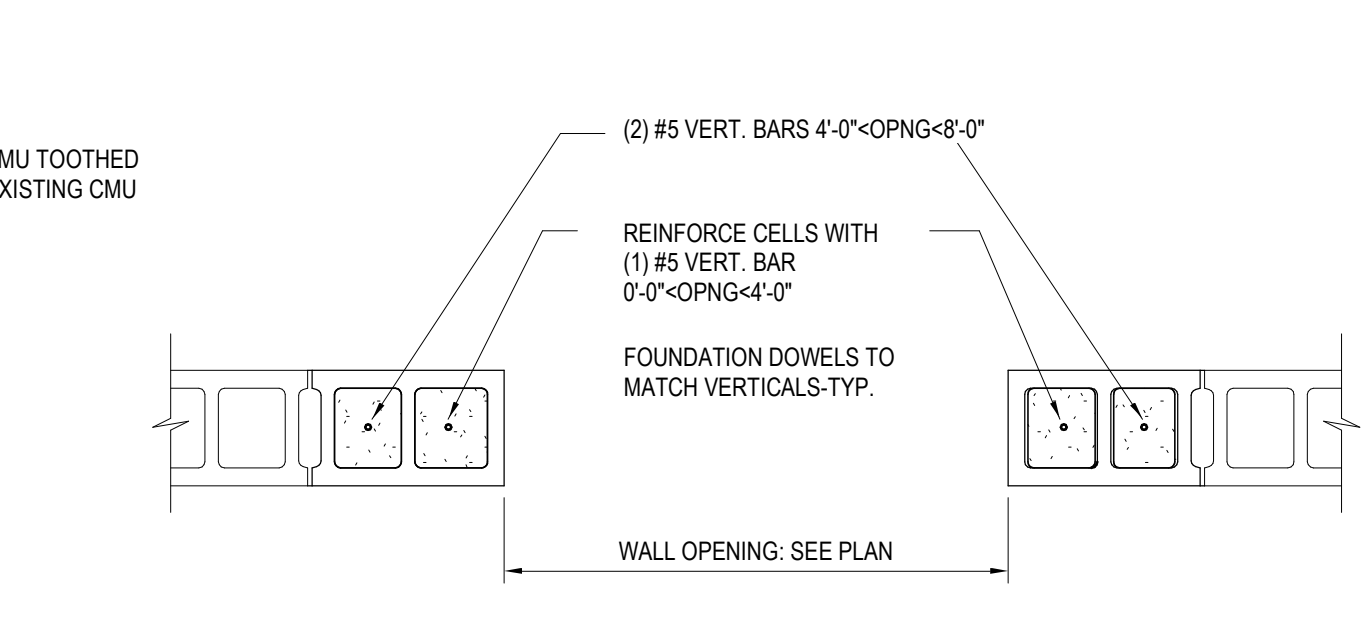 (2) #5 VERT. BARS 4'-0"<OPNG<8'-0"
MU TOOTHED
XISTING CMU
REINFORCE CELLS WITH
(1) #5 VERT. BAR
0'-0"<OPNG<4'-0"
FOUNDATION DOWELS TO
MATCH VERTICALS-TYP.
WALL OPENING: SEE PLAN